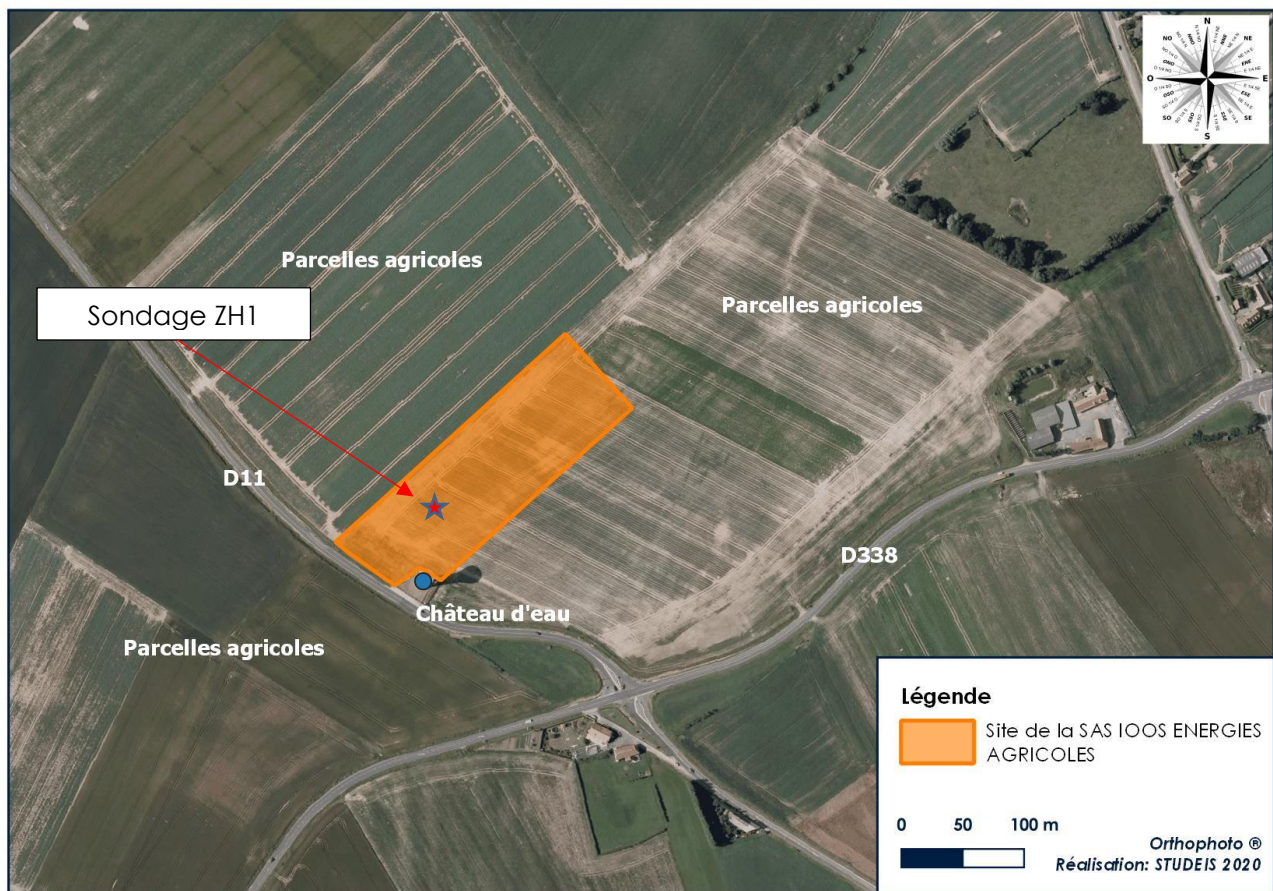 N
NO
NE
O
E
SO
SE
S
Parcelles agricoles
Sondage ZH1
Parcelles agricoles
D11
D338
Château d'eau
Parcelles agricoles
Légende
Site de la SAS IOOS ENERGIES
AGRICOLES
0 50 100 m
Orthophoto ®
Réalisation: STUDEIS 2020